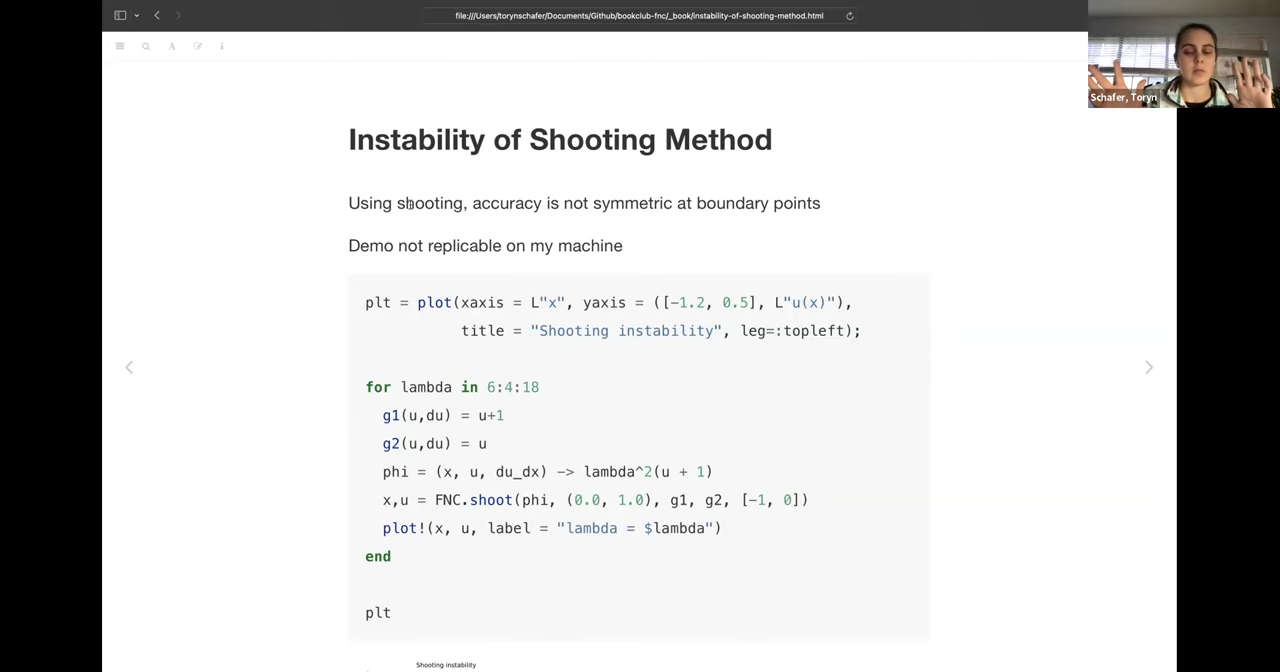 file:///Users/torynschafer/Documents/Github/bookclub-fnc/_book/instability-of-shooting-method.html
Schafer, Toryn
Instability of Shooting Method
Using shooting, accuracy is not symmetric at boundary points
Demo not replicable on my machine
plt = plot(xaxis = L"x", yaxis = ([-1.2, 0.5], L"u(x)"),
title = "Shooting instability", leg=:topleft);
for lambda in 6:4:18
g1(u,du) = u+1
g2(u,du) = u
phi = (x, u, du_dx) -> lambda^2(u + 1)
x,u = FNC.shoot(phi, (0.0, 1.0), g1, g2, [-1, 0])
plot!(x, u, label = "lambda = $lambda")
end
plt
Shooting instability